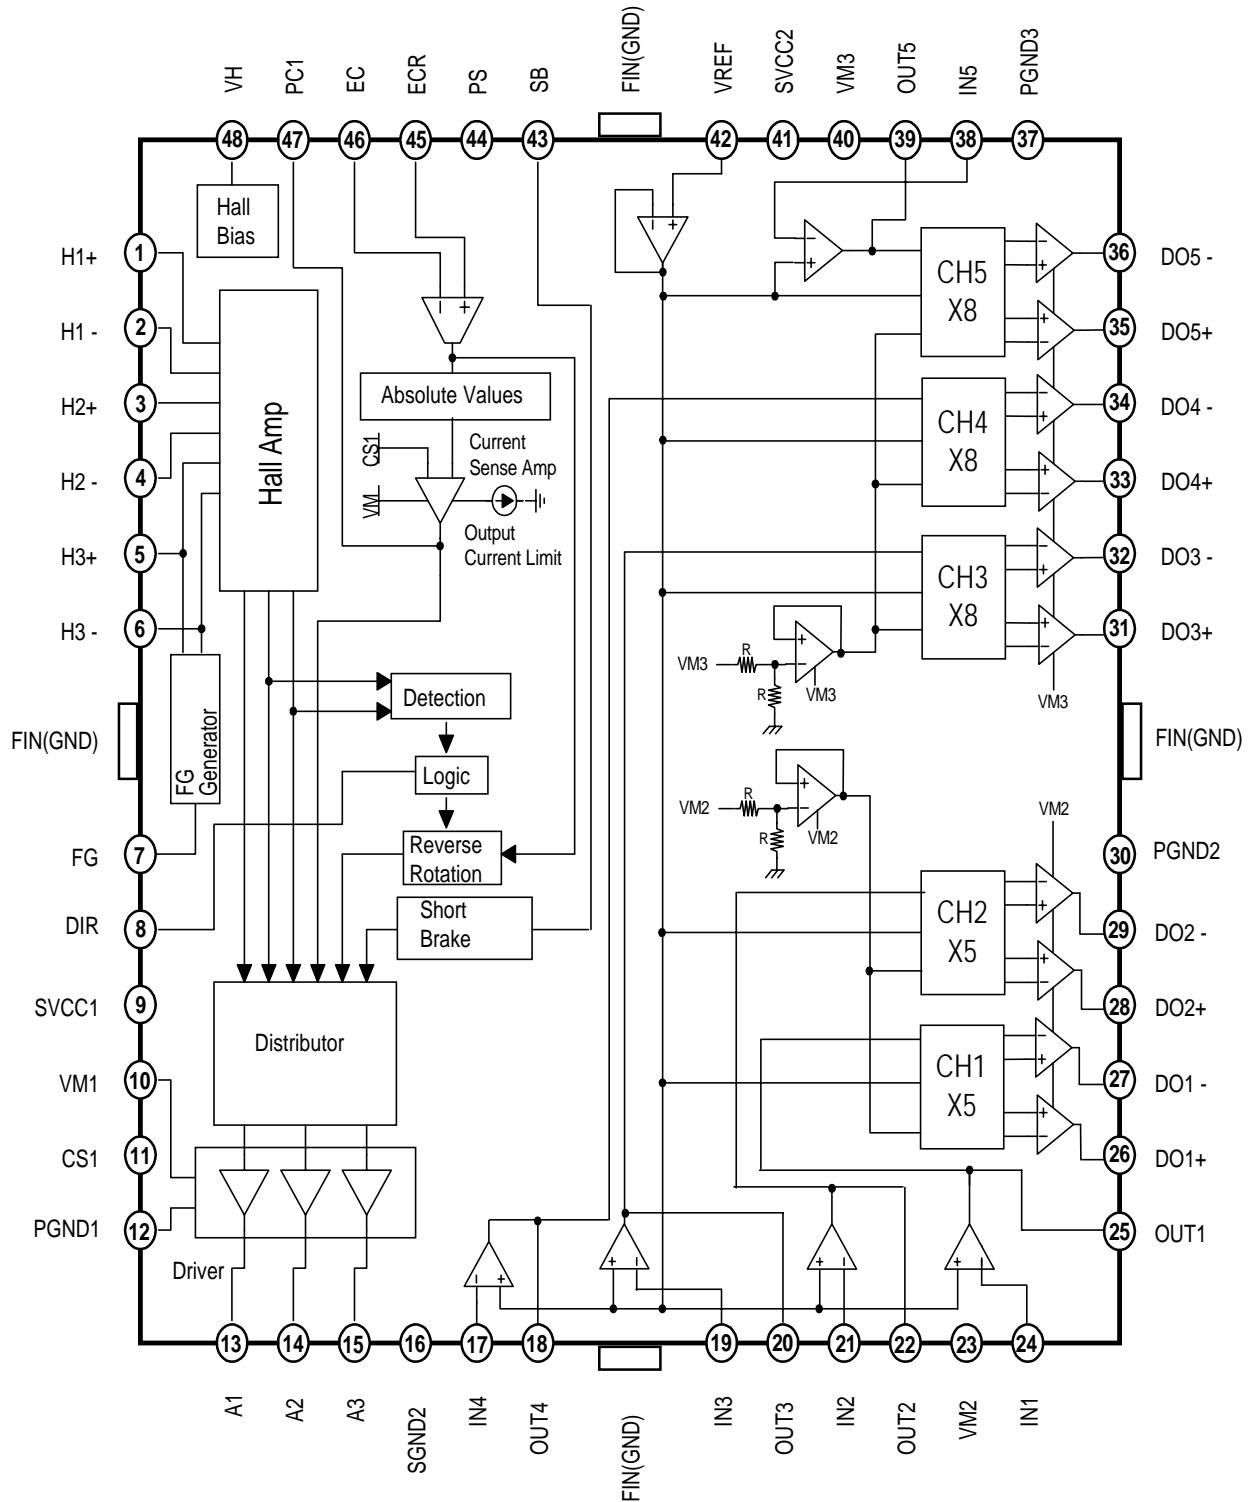 VH
PC1
EC
ECR
PS
SB
FIN(GND)
VREF
SVCC2
VM3
OUT5
IN5
PGND3
48
47
46
45
44
43
42
41
40
39
38
37
Hall
Bias
H1+
1
H1 -
2
H2+
3
H2 -
4
H3+
5
H3 -
6
FIN(GND)
FG
7
DIR
8
SVCC1
9
VM1
10
CS1
11
PGND1
12
Hall Amp
FG
Generator
Absolute Values
CS1
VM
Current
Sense Amp
Output
Current Limit
Detection
Logic
Reverse
Rotation
Short
Brake
Distributor
Driver
− +
− +
−
+
CH5
X8
−
+
+
−
CH4
X8
−
+
+
−
CH3
X8
−
+
+
−
VM3
VM3
R
R
+
−
VM3
VM2
R
R
+
−
VM2
VM2
CH2
X5
−
+
+
−
CH1
X5
−
+
+
−
36
DO5 -
35
DO5+
34
DO4 -
33
DO4+
32
DO3 -
31
DO3+
FIN(GND)
30
PGND2
29
DO2 -
28
DO2+
27
DO1 -
26
DO1+
25
OUT1
− +
+ −
+ −
+ −
13
14
15
16
17
18
19
20
21
22
23
24
A1
A2
A3
SGND2
IN4
OUT4
FIN(GND)
IN3
OUT3
IN2
OUT2
VM2
IN1